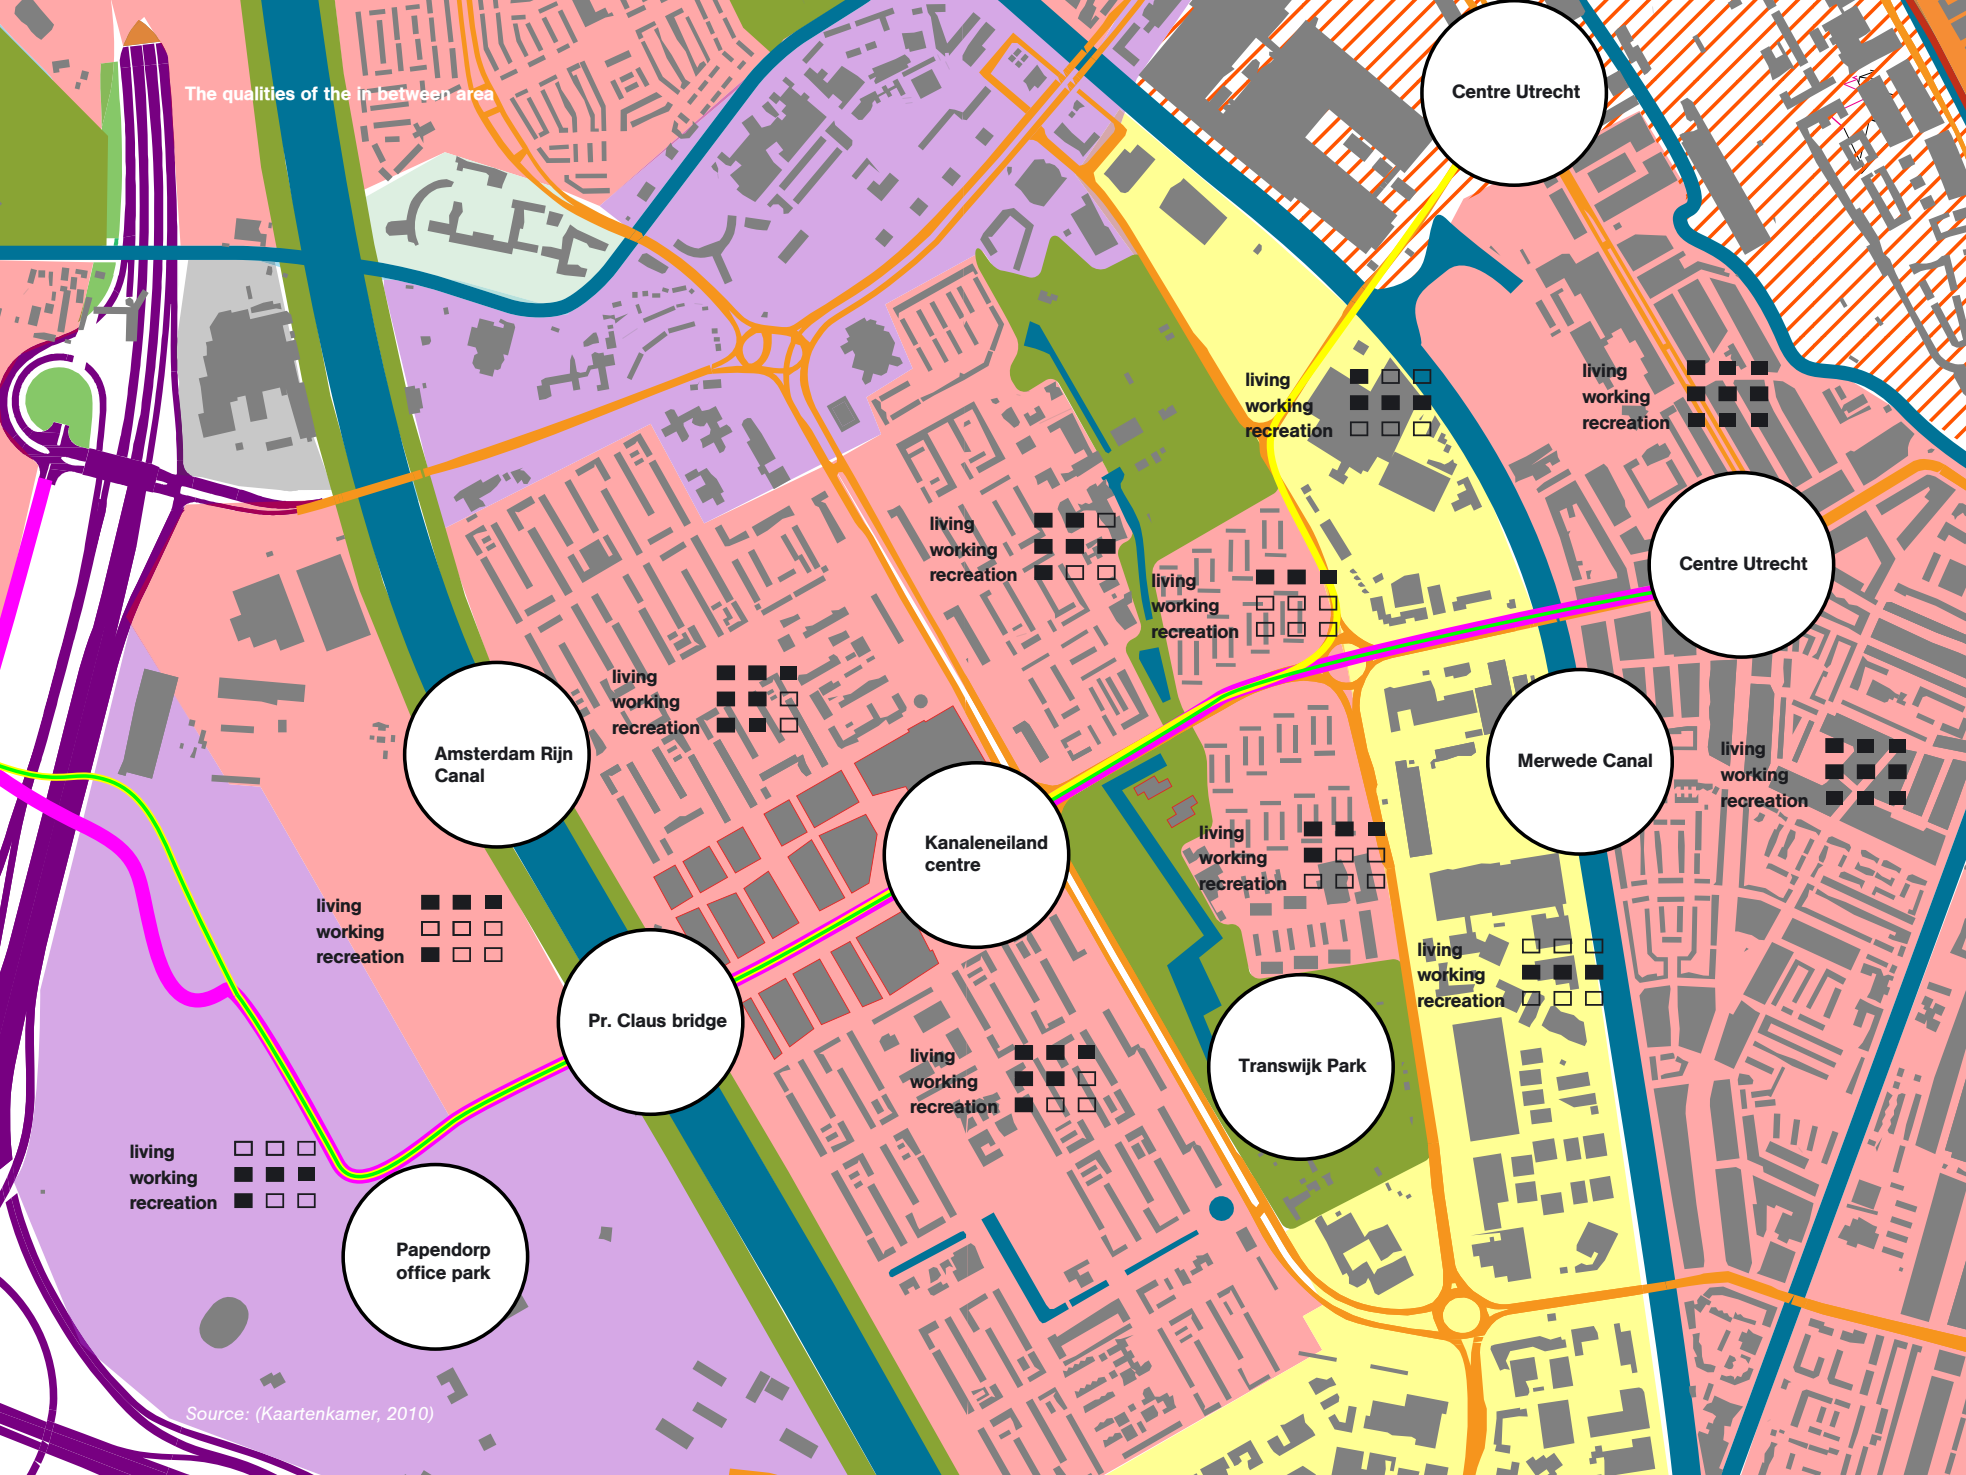 The qualities of the in between area
Centre Utrecht
living
working
recreation
living
working
recreation
living
working
recreation
Centre Utrecht
living
working
recreation
living
working
recreation
Amsterdam Rijn
Canal
Merwede Canal
living
working
recreation
Kanaleneiland
centre
living
working
recreation
living
working
recreation
Pr. Claus bridge
living
working
recreation
living
working
recreation
Transwijk Park
living
working
recreation
Papendorp
office park
Source: (Kaartenkamer, 2010)